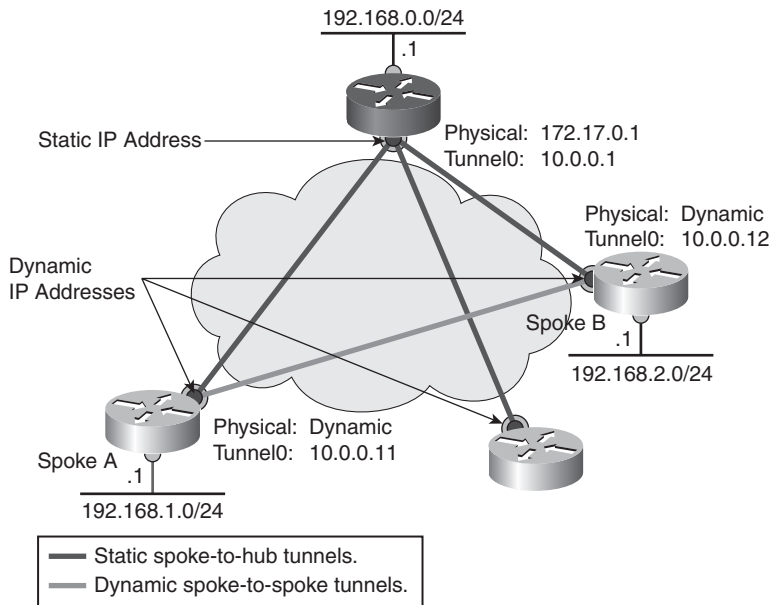 192.168.0.0/24
.1
Static IP Address
Physical: 172.17.0.1
Tunnel0: 10.0.0.1
Physical: Dynamic
Tunnel0: 10.0.0.12
Dynamic
IP Addresses
Spoke B
.1
192.168.2.0/24
Physical: Dynamic
Tunnel0: 10.0.0.11
Spoke A
.1
192.168.1.0/24
Static spoke-to-hub tunnels.
Dynamic spoke-to-spoke tunnels.